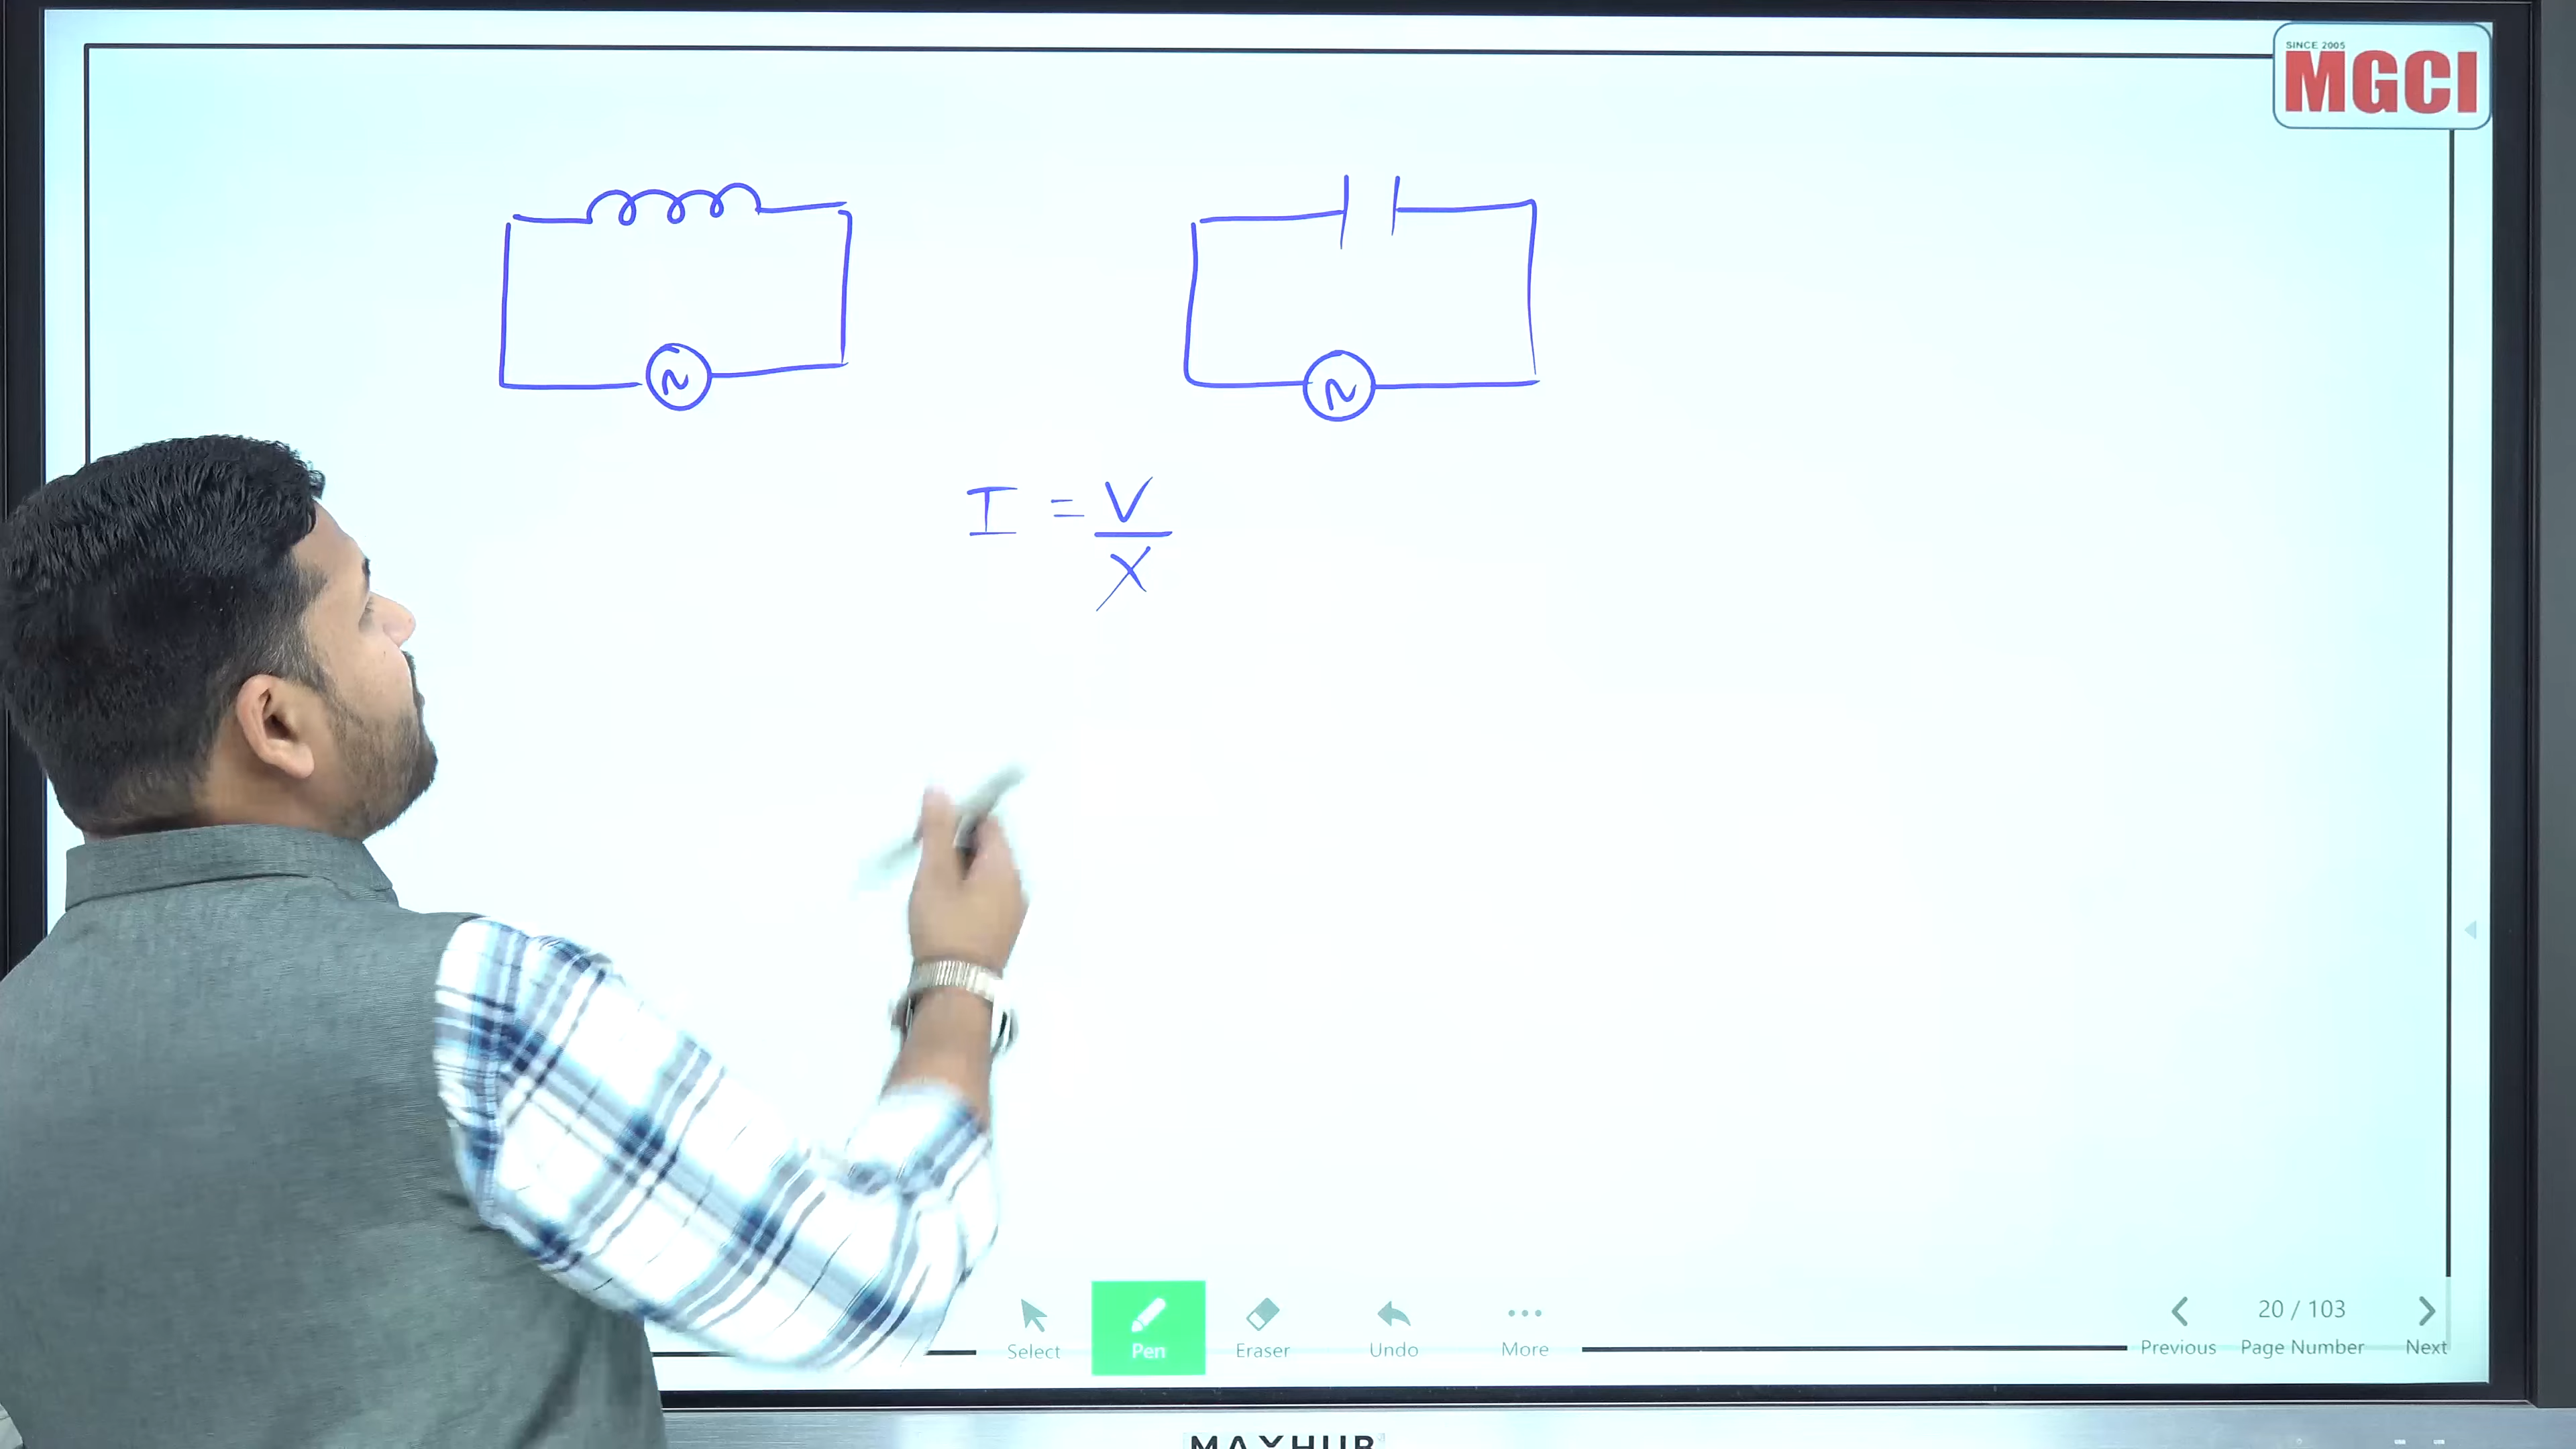 SINCE 2005
MGCI
I = V
X
Select
Pen
Eraser
Undo
More
Previous
20 / 103
Page Number
Next
MAXHUB